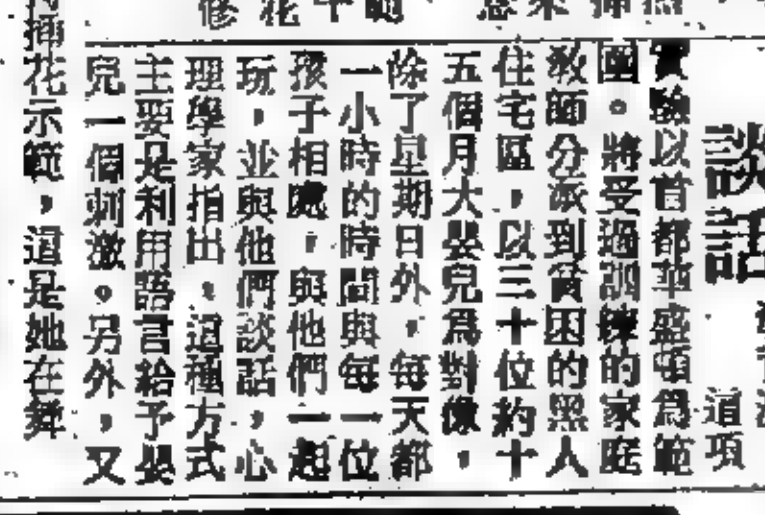 談話
這項
實驗以首都華盛頓為範
圍。將受過訓練的家庭
教師分派到貧困的黑人
住宅區,以三十位約十
五個月大嬰兒爲對像,
除了星期日外,每天都
一小時的時間與每一位
孩子相處,與他們一起
玩,並與他們談話,心
理學家指出,這種方式
主要是利用語言給予嬰
兒一個刺激。另外,又
插花示範,這是她在舞